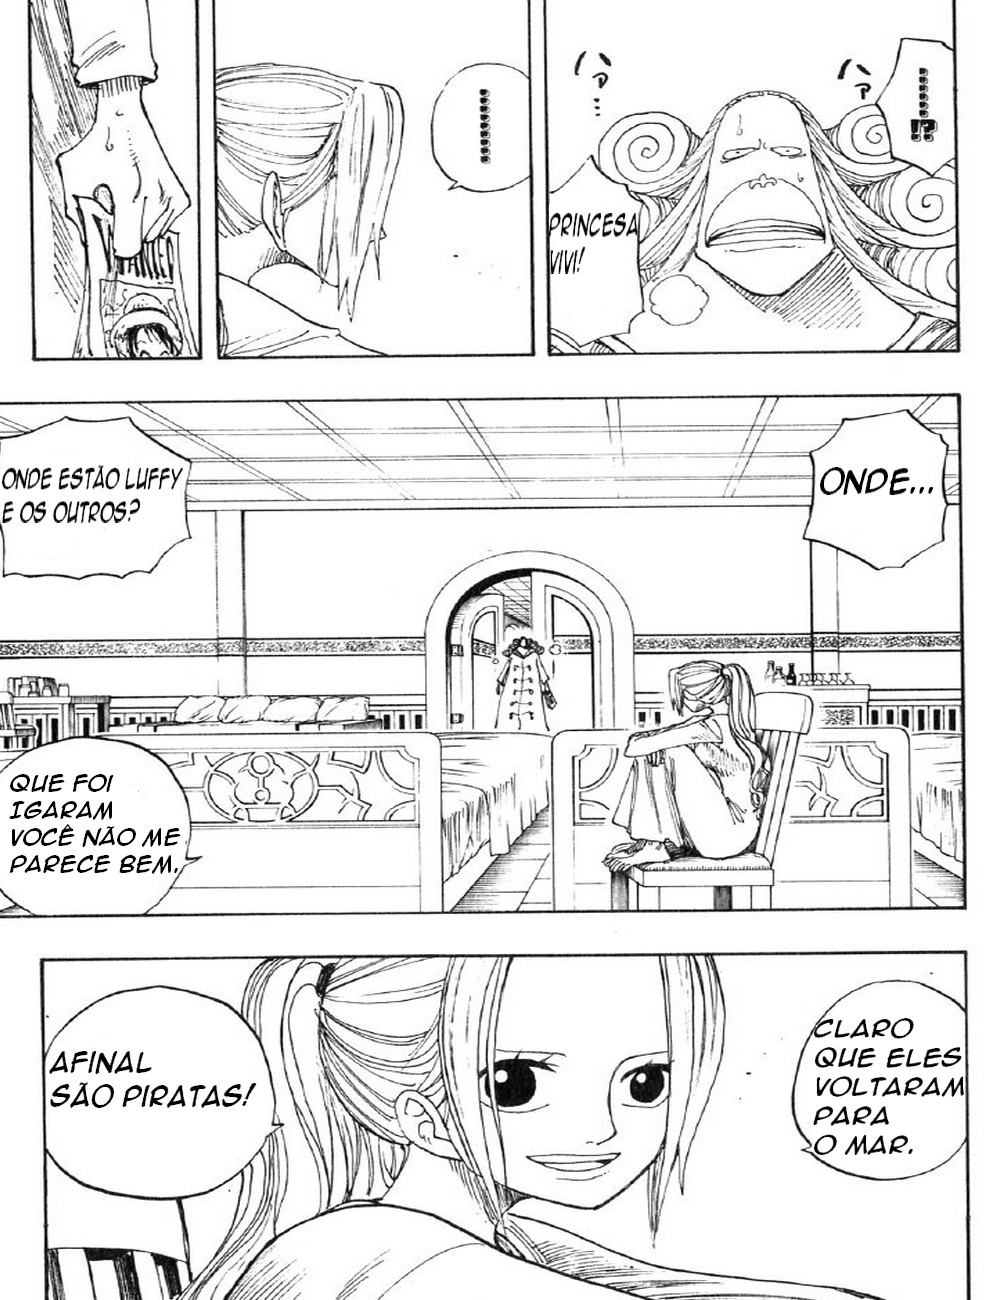 ......!?
ハァ
ハァ...
PRINCESA
VIVI!
.........
ONDE...
ONDE ESTÃO LUFFY
E OS OUTROS?
QUE FOI
IGARAM
VOCÊ NÃO ME
PARECE BEM.
CLARO
QUE ELES
VOLTARAM
PARA
O MAR.
AFINAL
SÃO PIRATAS!